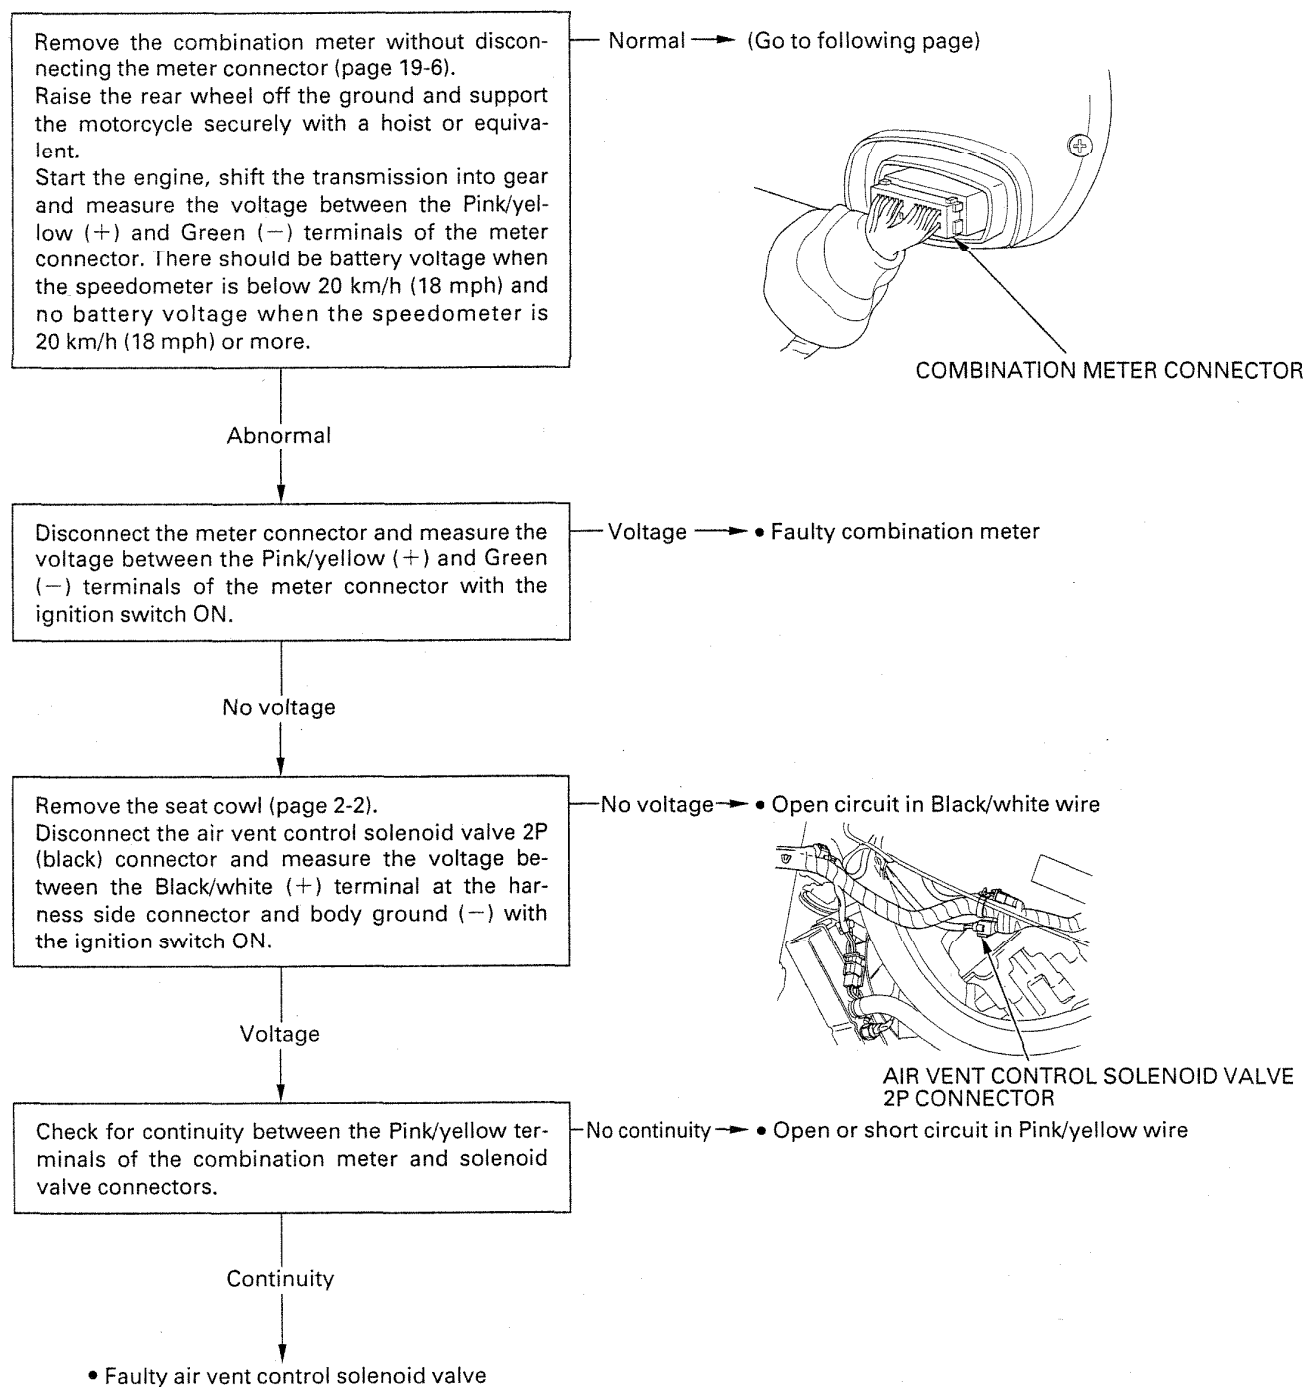 Remove the combination meter without discon-
necting the meter connector (page 19-6).
Raise the rear wheel off the ground and support
the motorcycle securely with a hoist or equiva-
lent.
Start the engine, shift the transmission into gear
and measure the voltage between the Pink/yel-
low (+) and Green (−) terminals of the meter
connector. There should be battery voltage when
the speedometer is below 20 km/h (18 mph) and
no battery voltage when the speedometer is
20 km/h (18 mph) or more.
Normal
(Go to following page)
COMBINATION METER CONNECTOR
Abnormal
Disconnect the meter connector and measure the
voltage between the Pink/yellow (+) and Green
(−) terminals of the meter connector with the
ignition switch ON.
Voltage
• Faulty combination meter
No voltage
Remove the seat cowl (page 2-2).
Disconnect the air vent control solenoid valve 2P
(black) connector and measure the voltage be-
tween the Black/white (+) terminal at the har-
ness side connector and body ground (−) with
the ignition switch ON.
No voltage
• Open circuit in Black/white wire
AIR VENT CONTROL SOLENOID VALVE
2P CONNECTOR
Voltage
Check for continuity between the Pink/yellow ter-
minals of the combination meter and solenoid
valve connectors.
No continuity
• Open or short circuit in Pink/yellow wire
Continuity
• Faulty air vent control solenoid valve